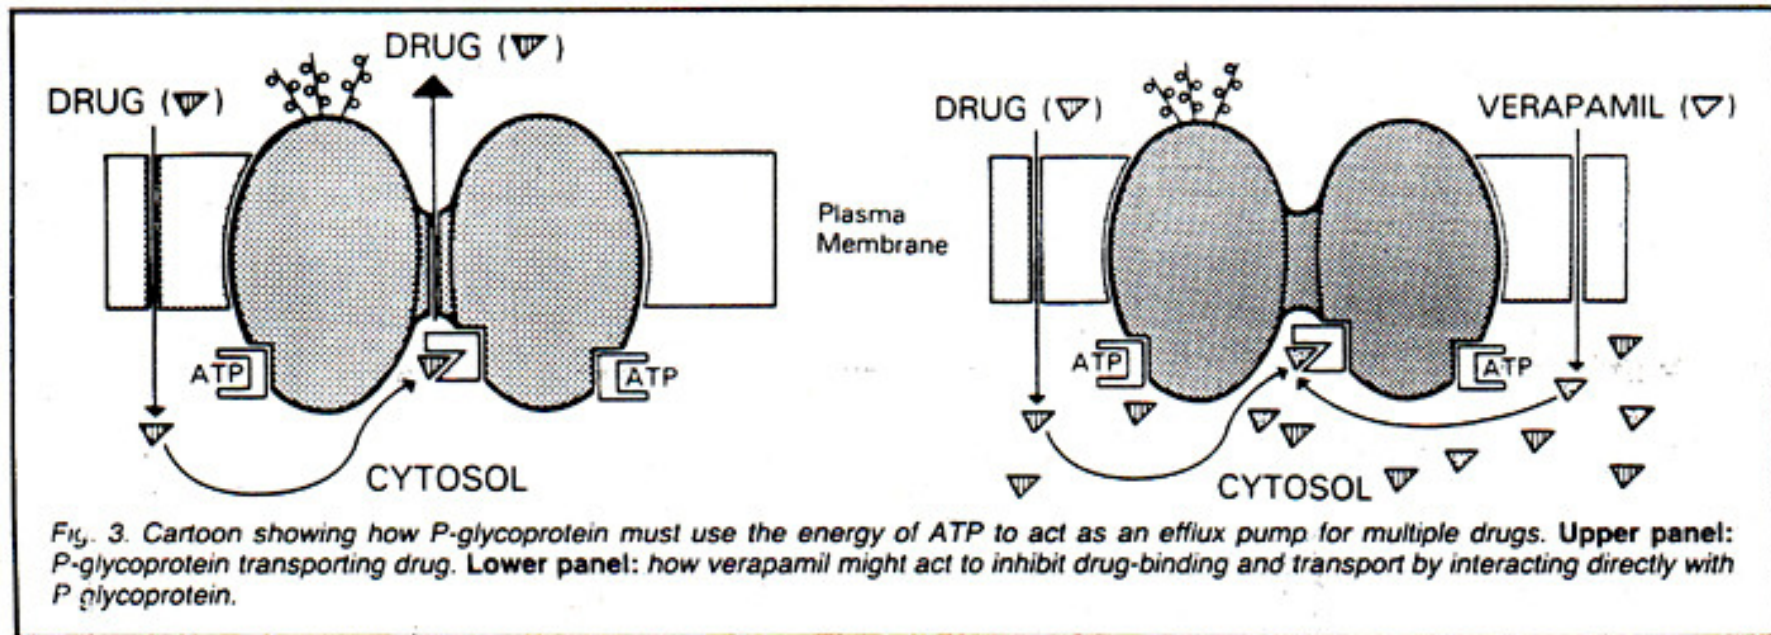 DRUG ( )
DRUG ( )
ATP
ATP
CYTOSOL
Plasma
Membrane
DRUG ( )
VERAPAMIL ( )
ATP
ATP
CYTOSOL
Fig. 3. Cartoon showing how P-glycoprotein must use the energy of ATP to act as an efflux pump for multiple drugs. Upper panel:
P-glycoprotein transporting drug. Lower panel: how verapamil might act to inhibit drug-binding and transport by interacting directly with
P glycoprotein.